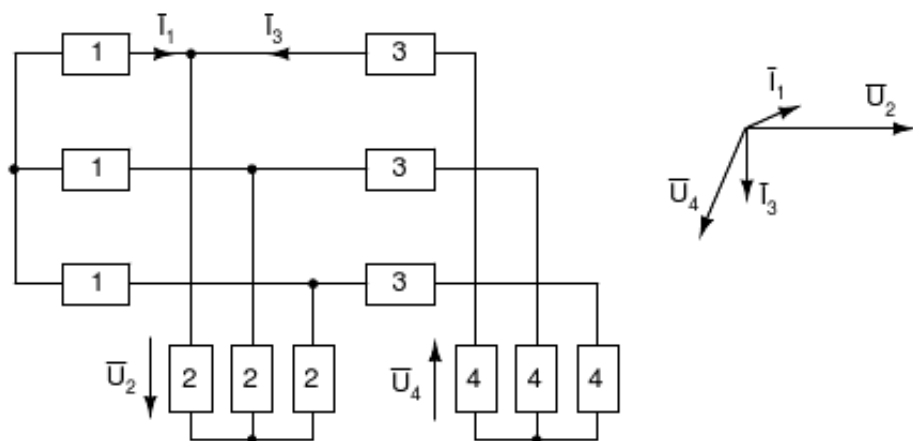 1 Ī₁ Ī₃ 3
Ī₁ Ū₂
1 3
Ū₄ Ī₃
1 3
Ū₂ 2 2 2 Ū₄ 4 4 4